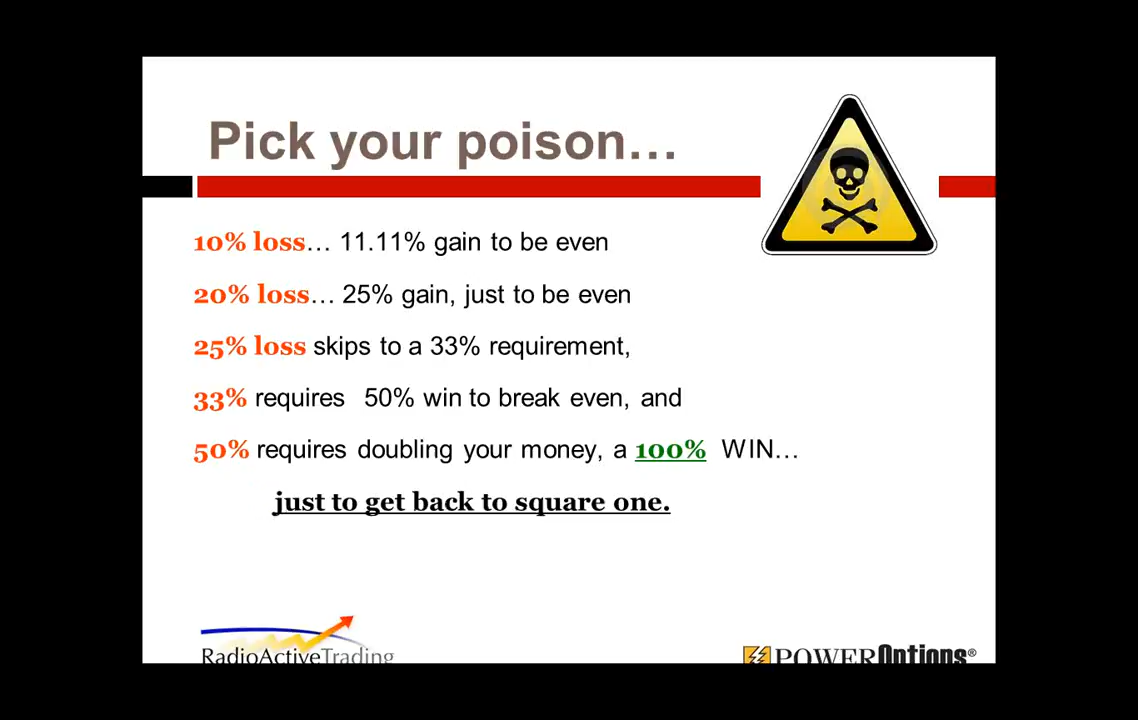 Pick your poison…
10% loss… 11.11% gain to be even
20% loss… 25% gain, just to be even
25% loss skips to a 33% requirement,
33% requires 50% win to break even, and
50% requires doubling your money, a 100% WIN…
just to get back to square one.
RadioActiveTrading
POWEROptions®